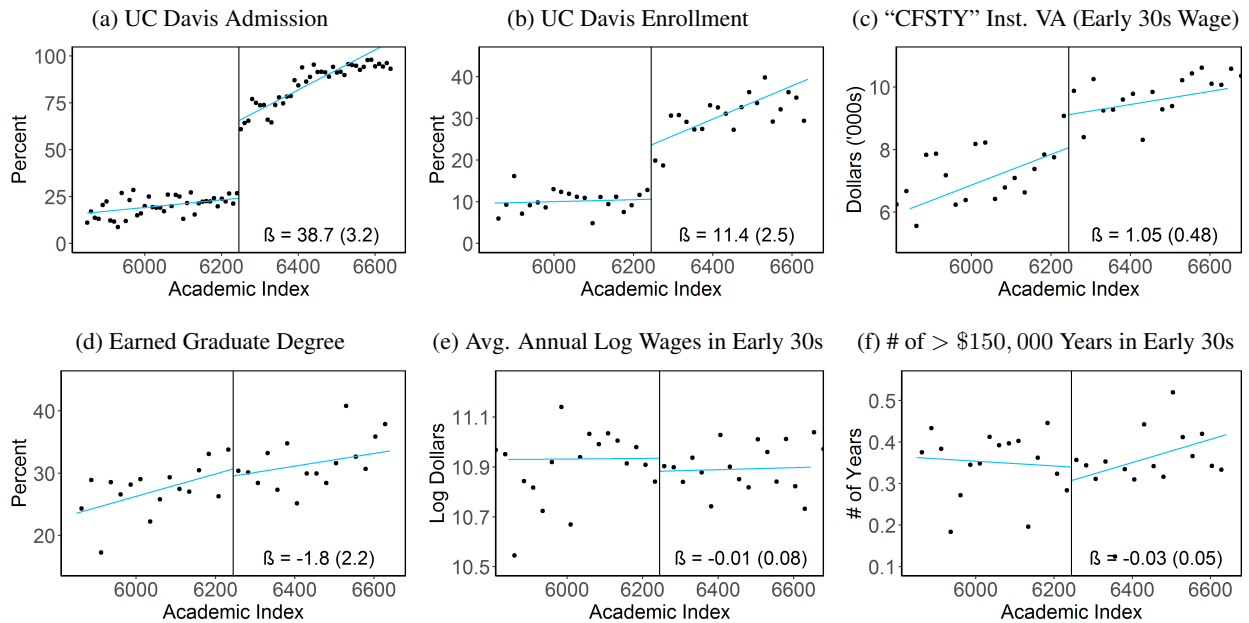 (a) UC Davis Admission
Percent
100
75
50
25
0
ß = 38.7 (3.2)
6000 6200 6400 6600
Academic Index
(b) UC Davis Enrollment
Percent
40
30
20
10
0
ß = 11.4 (2.5)
6000 6200 6400 6600
Academic Index
(c) “CFSTY” Inst. VA (Early 30s Wage)
Dollars ('000s)
10
8
6
ß = 1.05 (0.48)
6000 6200 6400 6600
Academic Index
(d) Earned Graduate Degree
Percent
40
30
20
ß = -1.8 (2.2)
6000 6200 6400 6600
Academic Index
(e) Avg. Annual Log Wages in Early 30s
Log Dollars
11.1
10.9
10.7
10.5
ß = -0.01 (0.08)
6000 6200 6400 6600
Academic Index
(f) # of > $150,000 Years in Early 30s
# of Years
0.5
0.4
0.3
0.2
0.1
ß = -0.03 (0.05)
6000 6200 6400 6600
Academic Index